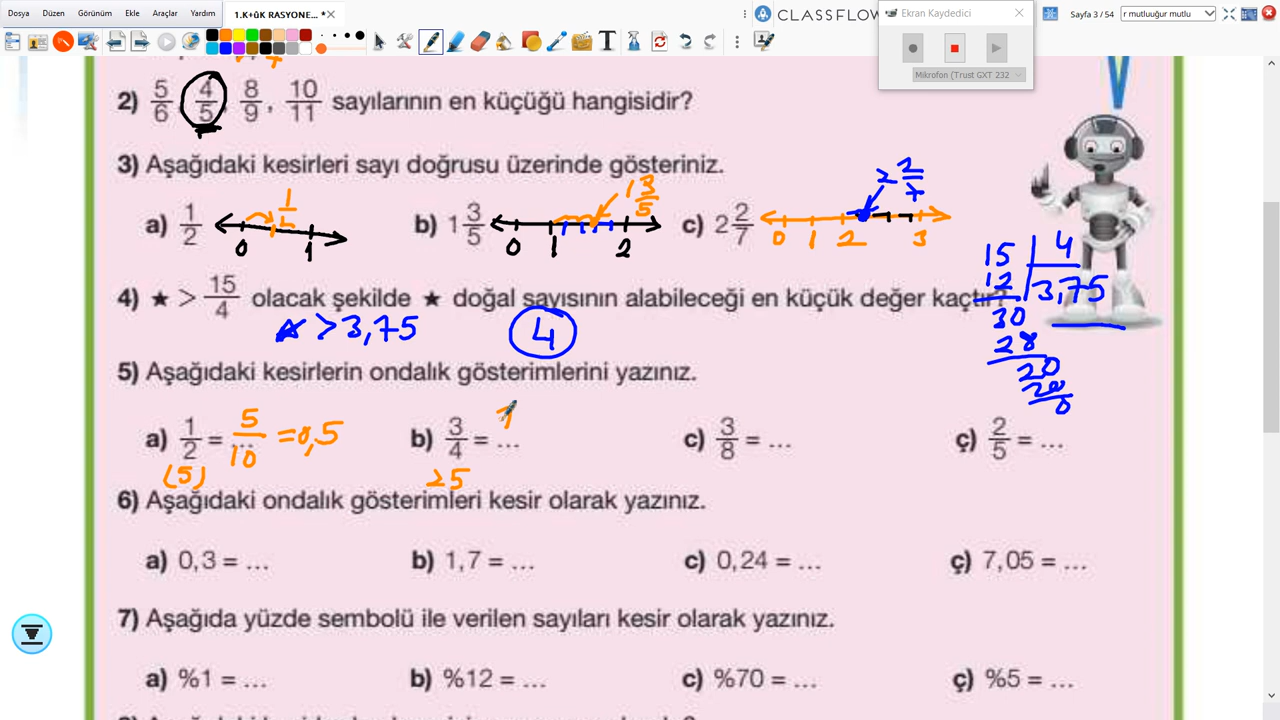 Dosya Düzen Görünüm Ekle Araçlar Yardım
1.K+ûK RASYONE... *
CLASSFLOW
Ekran Kaydedici
Mikrofon (Trust GXT 232
Sayfa 3 / 54
r mutluuğur mutlu
2) 5/6, 4/5, 8/9, 10/11 sayılarının en küçüğü hangisidir?
3) Aşağıdaki kesirleri sayı doğrusu üzerinde gösteriniz.
a) 1/2 0 1
b) 1 3/5 0 1 2 1 3/5
c) 2 2/7 0 1 2 3 2 2/7
4) ★ > 15/4 olacak şekilde ★ doğal sayısının alabileceği en küçük değer kaçtır?
★ > 3,75 4
15 | 4
12 | 3,75
30
28
20
20
0
5) Aşağıdaki kesirlerin ondalık gösterimlerini yazınız.
a) 1/2 = 5/10 = 0,5 b) 3/4 = ... c) 3/8 = ... ç) 2/5 = ...
(5) 25
6) Aşağıdaki ondalık gösterimleri kesir olarak yazınız.
a) 0,3 = ... b) 1,7 = ... c) 0,24 = ... ç) 7,05 = ...
7) Aşağıda yüzde sembolü ile verilen sayıları kesir olarak yazınız.
a) %1 = ... b) %12 = ... c) %70 = ... ç) %5 = ...